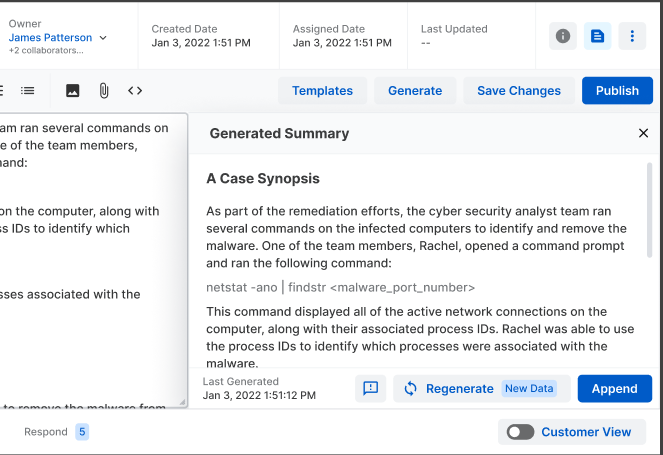 Owner
James Patterson
+2 collaborators...
Created Date
Jan 3, 2022 1:51 PM
Assigned Date
Jan 3, 2022 1:51 PM
Last Updated
--
Templates
Generate
Save Changes
Publish
am ran several commands on
e of the team members,
and:
on the computer, along with
ss IDs to identify which
sses associated with the
to remove the malware from
Generated Summary
A Case Synopsis
As part of the remediation efforts, the cyber security analyst team ran
several commands on the infected computers to identify and remove the
malware. One of the team members, Rachel, opened a command prompt
and ran the following command:
netstat -ano | findstr <malware_port_number>
This command displayed all of the active network connections on the
computer, along with their associated process IDs. Rachel was able to use
the process IDs to identify which processes were associated with the
malware.
Last Generated
Jan 3, 2022 1:51:12 PM
Regenerate New Data
Append
Respond 5
Customer View